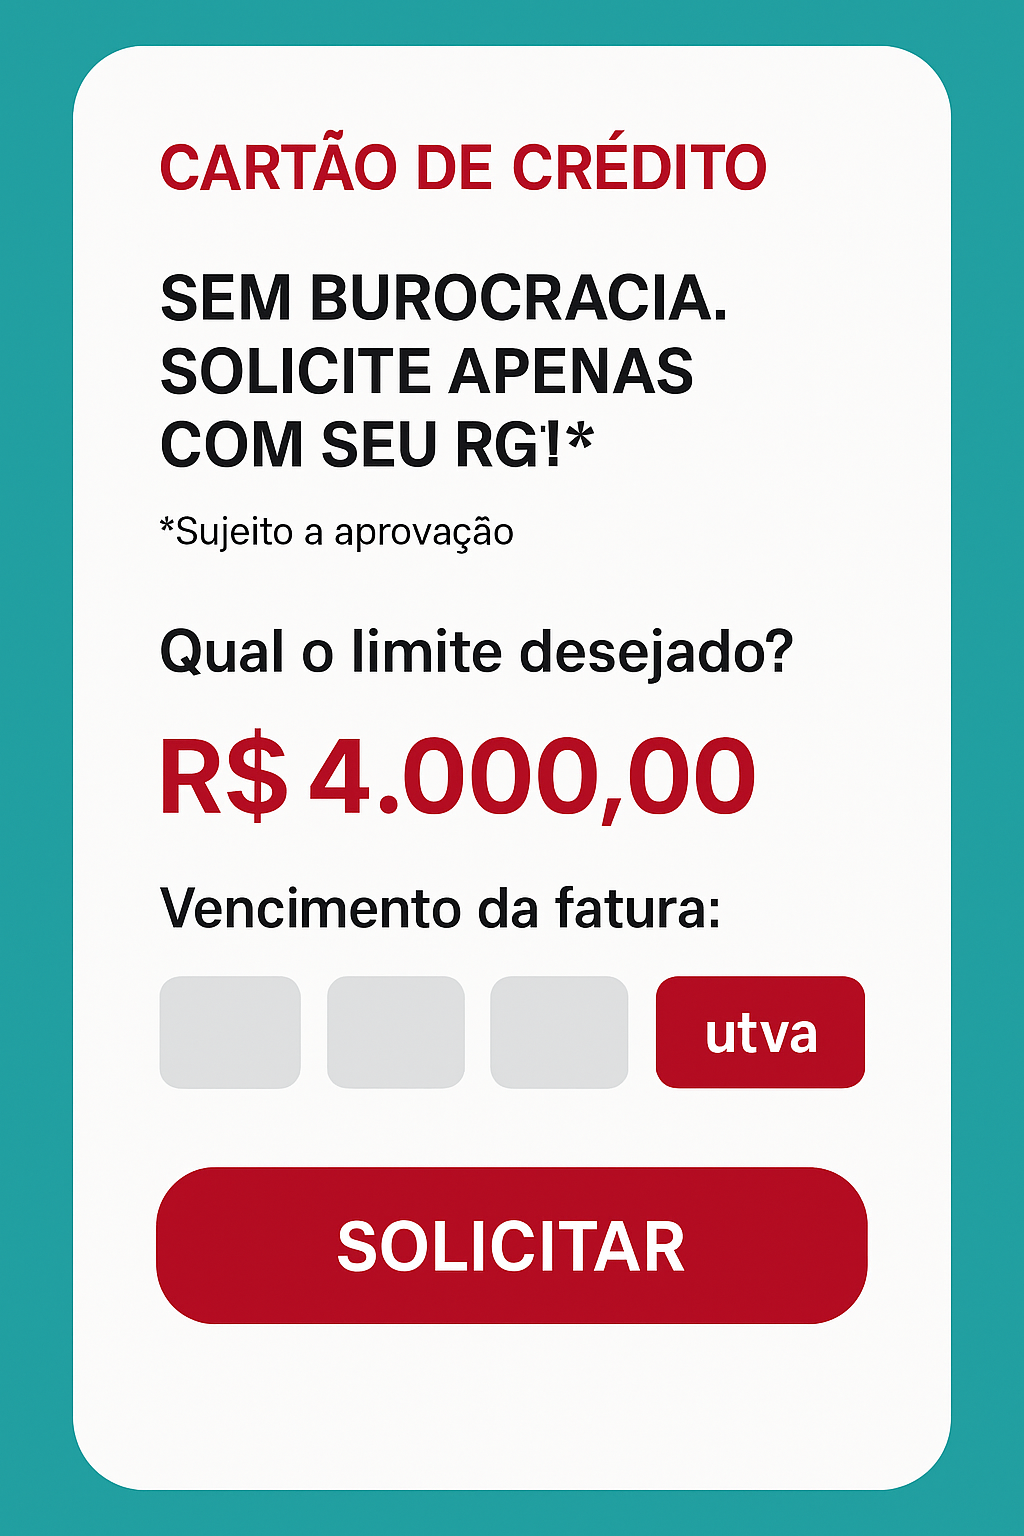 CARTÃO DE CRÉDITO
SEM BUROCRACIA.
SOLICITE APENAS
COM SEU RG!*
*Sujeito a aprovação
Qual o limite desejado?
R$ 4.000,00
Vencimento da fatura:
utva
SOLICITAR